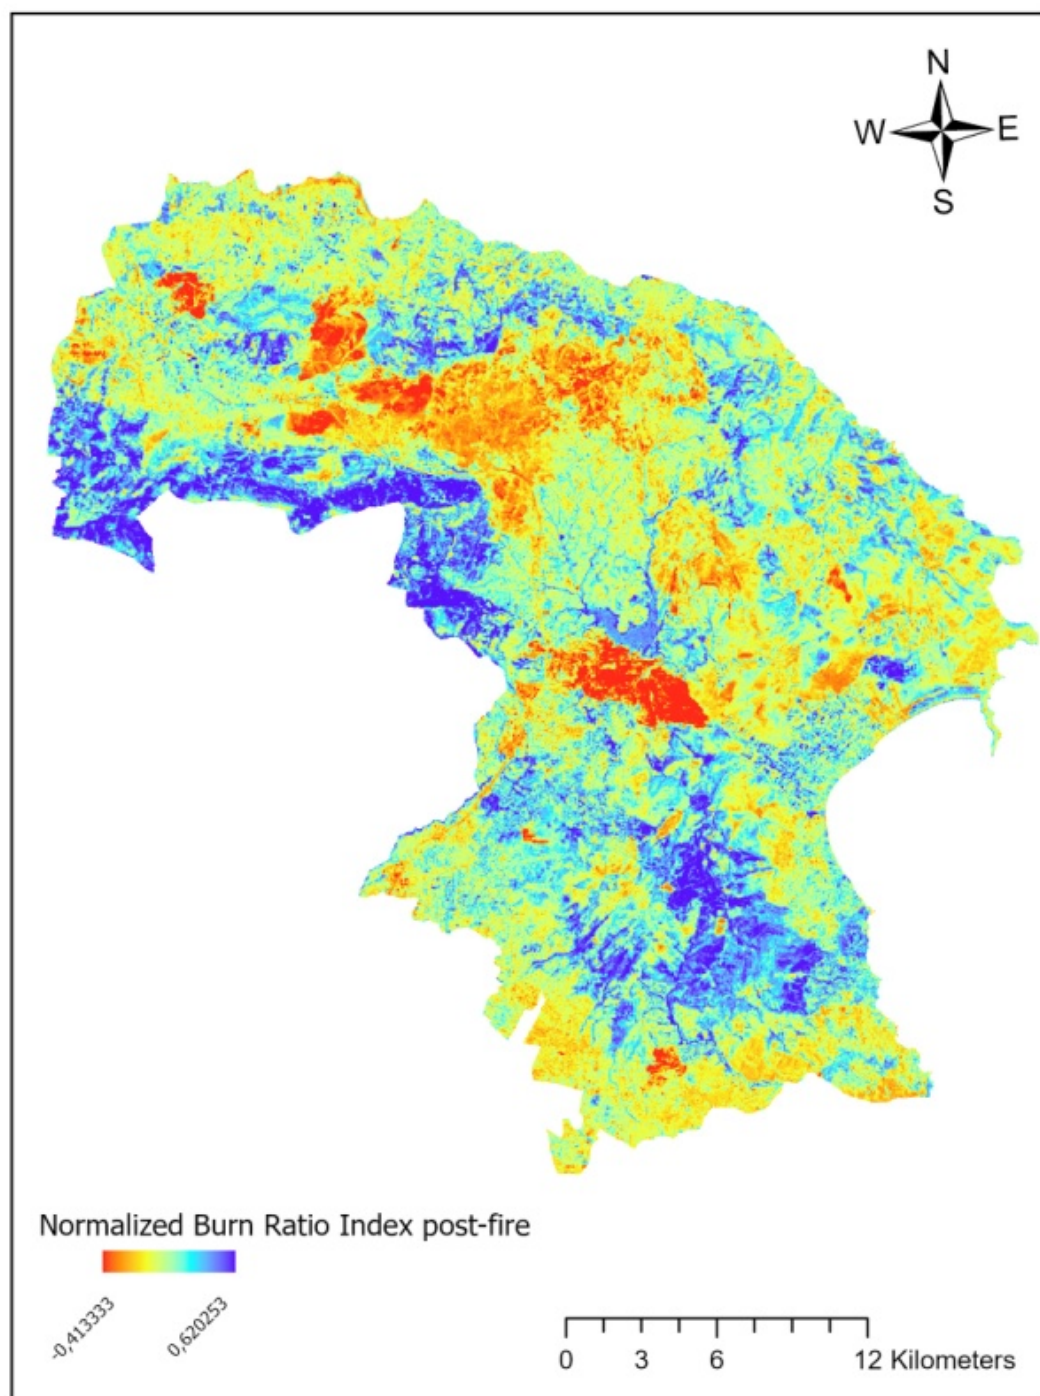 N
W E
S
Normalized Burn Ratio Index post-fire
-0,413333 0,620253
0 3 6 12 Kilometers